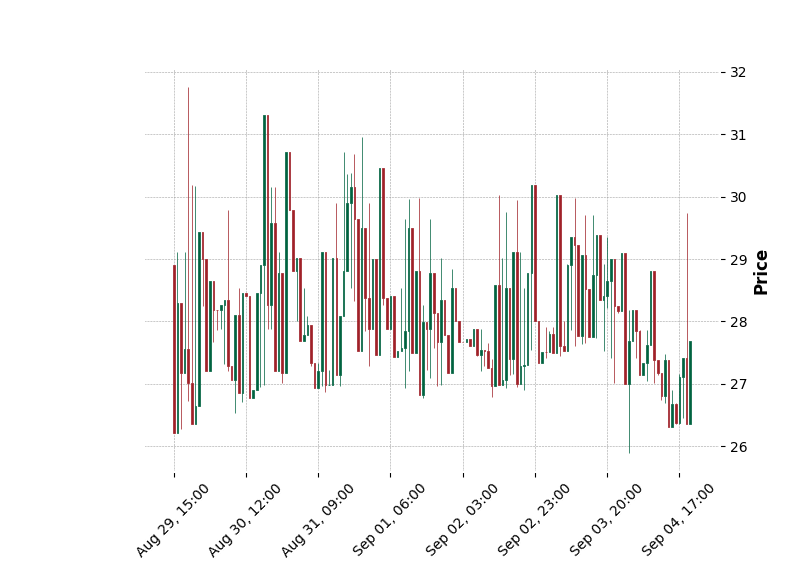 32
31
30
29
28
27
26
Price
Aug 29, 15:00
Aug 30, 12:00
Aug 31, 09:00
Sep 01, 06:00
Sep 02, 03:00
Sep 02, 23:00
Sep 03, 20:00
Sep 04, 17:00